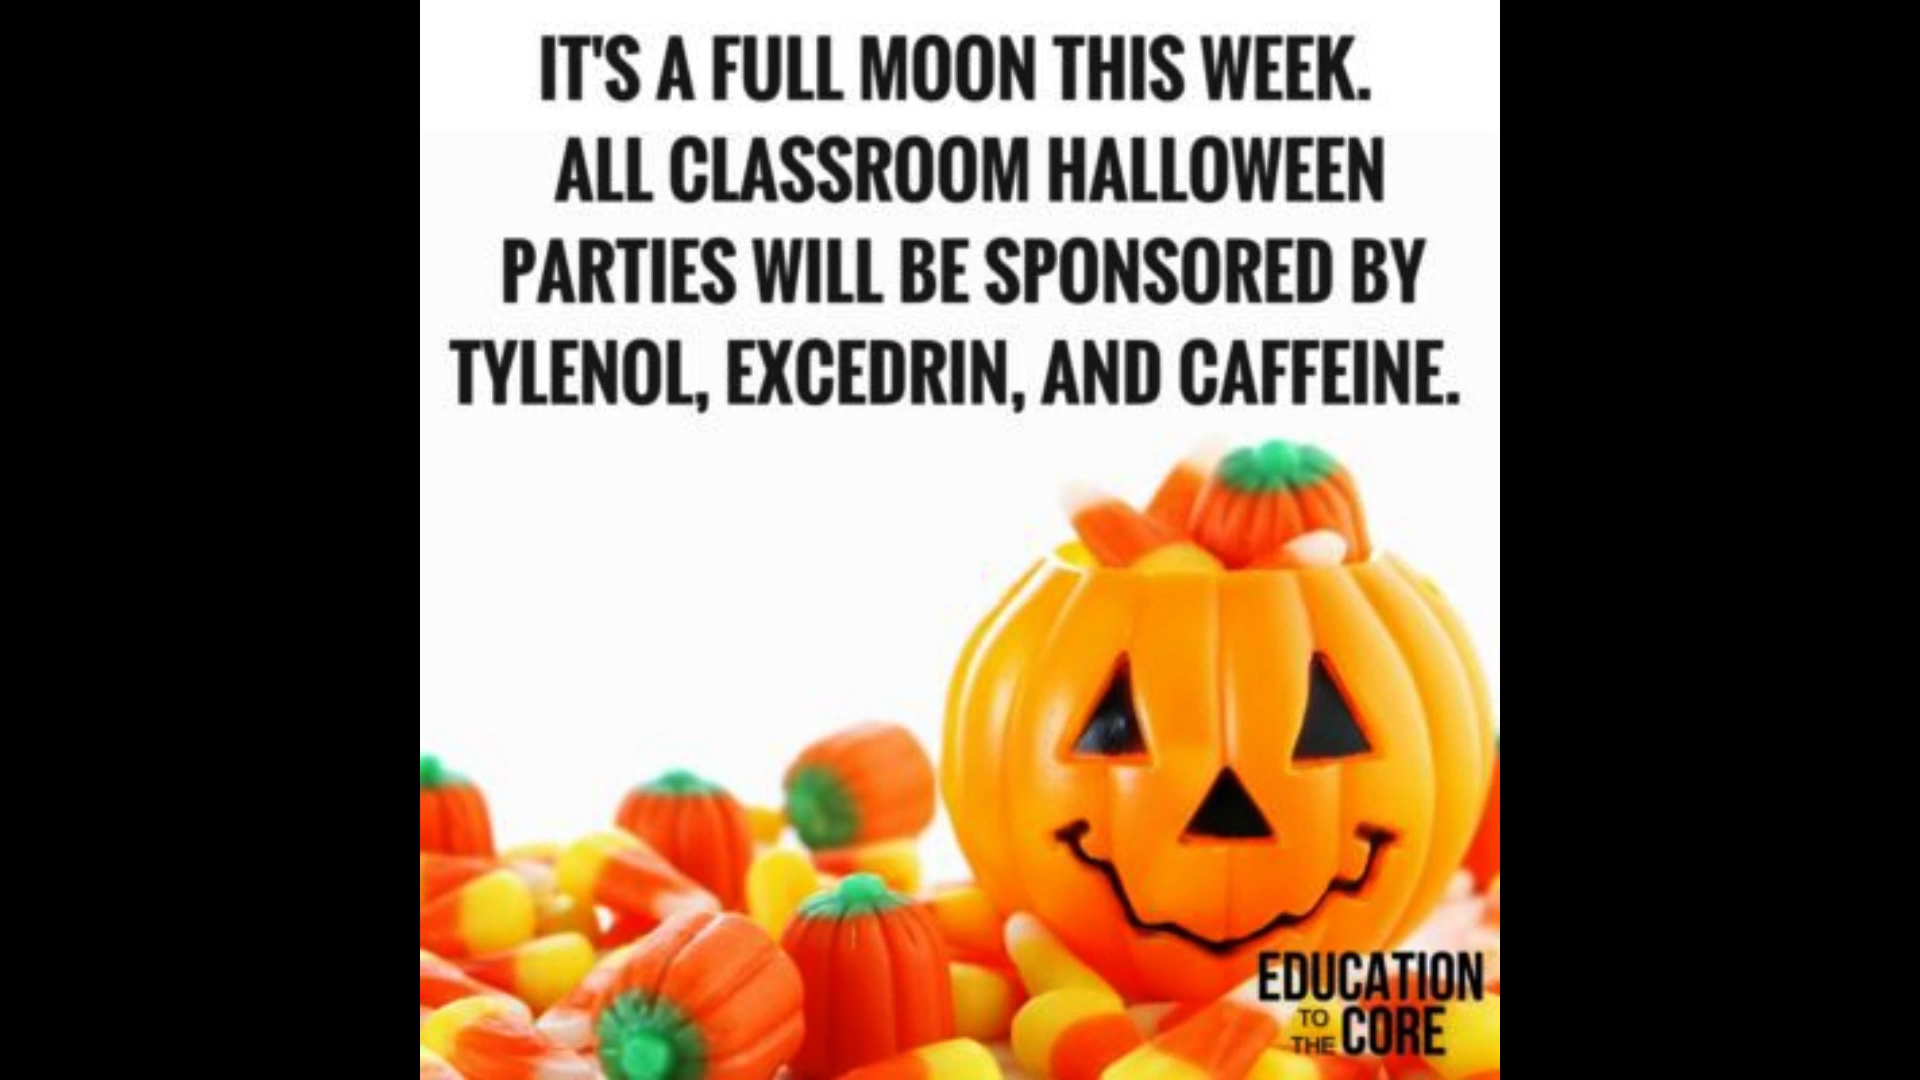 IT'S A FULL MOON THIS WEEK.
ALL CLASSROOM HALLOWEEN
PARTIES WILL BE SPONSORED BY
TYLENOL, EXCEDRIN, AND CAFFEINE.
EDUCATION
TO
THE CORE